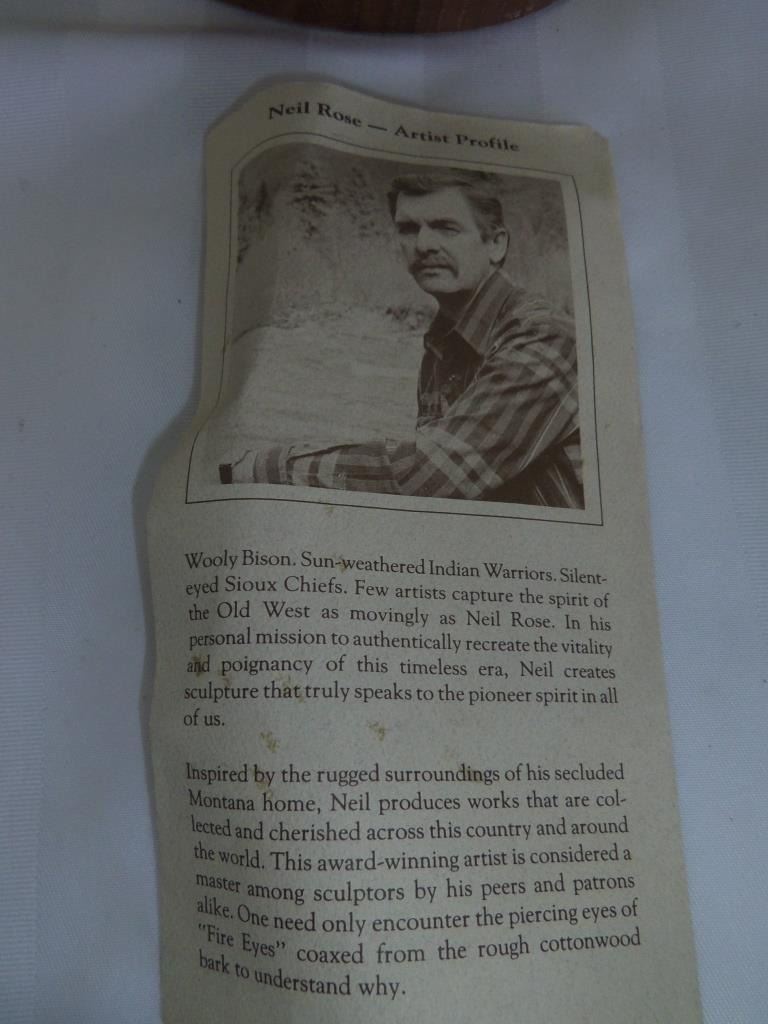 Neil Rose — Artist Profile
Wooly Bison. Sun-weathered Indian Warriors. Silent-
eyed Sioux Chiefs. Few artists capture the spirit of
the Old West as movingly as Neil Rose. In his
personal mission to authentically recreate the vitality
and poignancy of this timeless era, Neil creates
sculpture that truly speaks to the pioneer spirit in all
of us.
Inspired by the rugged surroundings of his secluded
Montana home, Neil produces works that are col-
lected and cherished across this country and around
the world. This award-winning artist is considered a
master among sculptors by his peers and patrons
alike. One need only encounter the piercing eyes of
"Fire Eyes" coaxed from the rough cottonwood
bark to understand why.